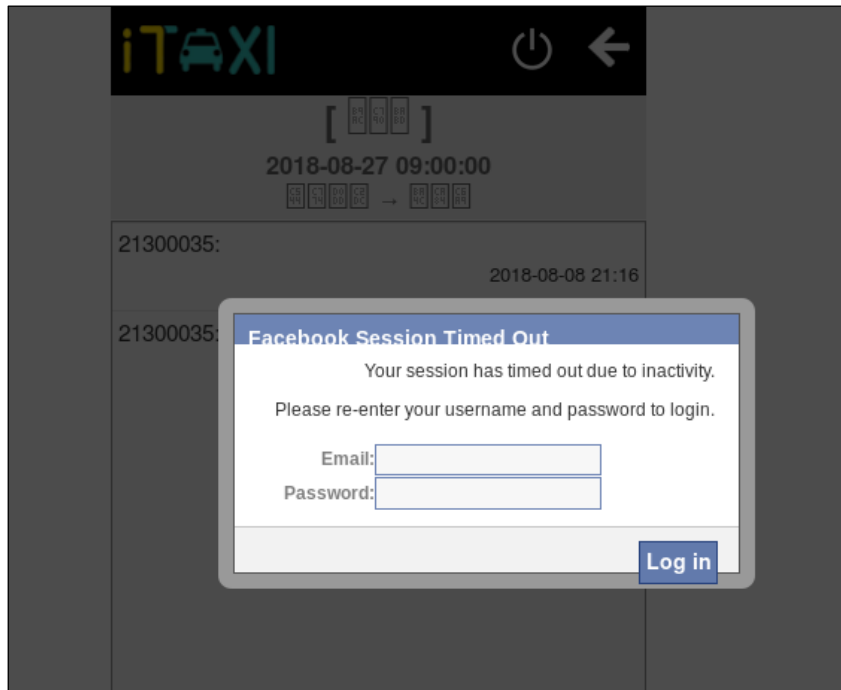 iTAXI
[ ]
2018-08-27 09:00:00
→
21300035:
2018-08-08 21:16
21300035:
Facebook Session Timed Out
Your session has timed out due to inactivity.
Please re-enter your username and password to login.
Email:
Password:
Log in